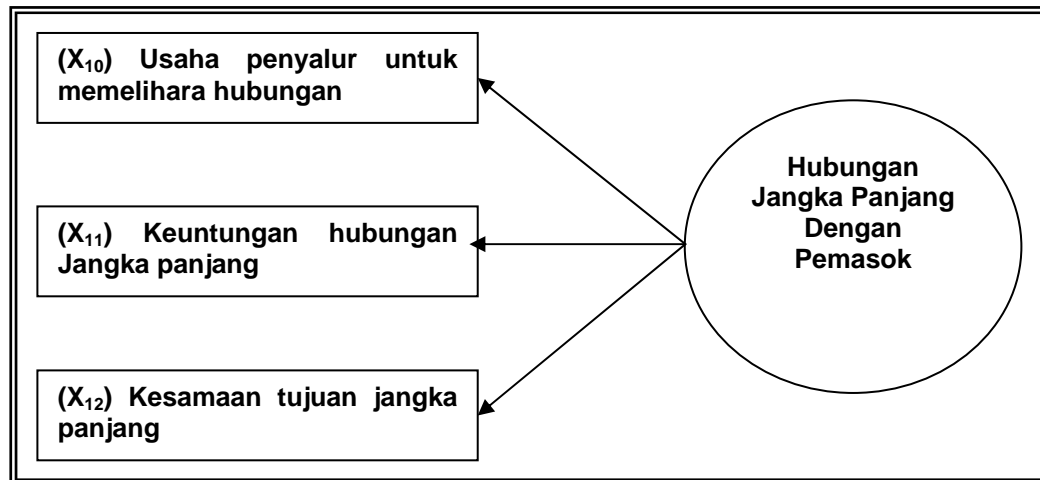 (X₁₀) Usaha penyalur untuk
memelihara hubungan
(X₁₁) Keuntungan hubungan
Jangka panjang
(X₁₂) Kesamaan tujuan jangka
panjang
Hubungan
Jangka Panjang
Dengan
Pemasok